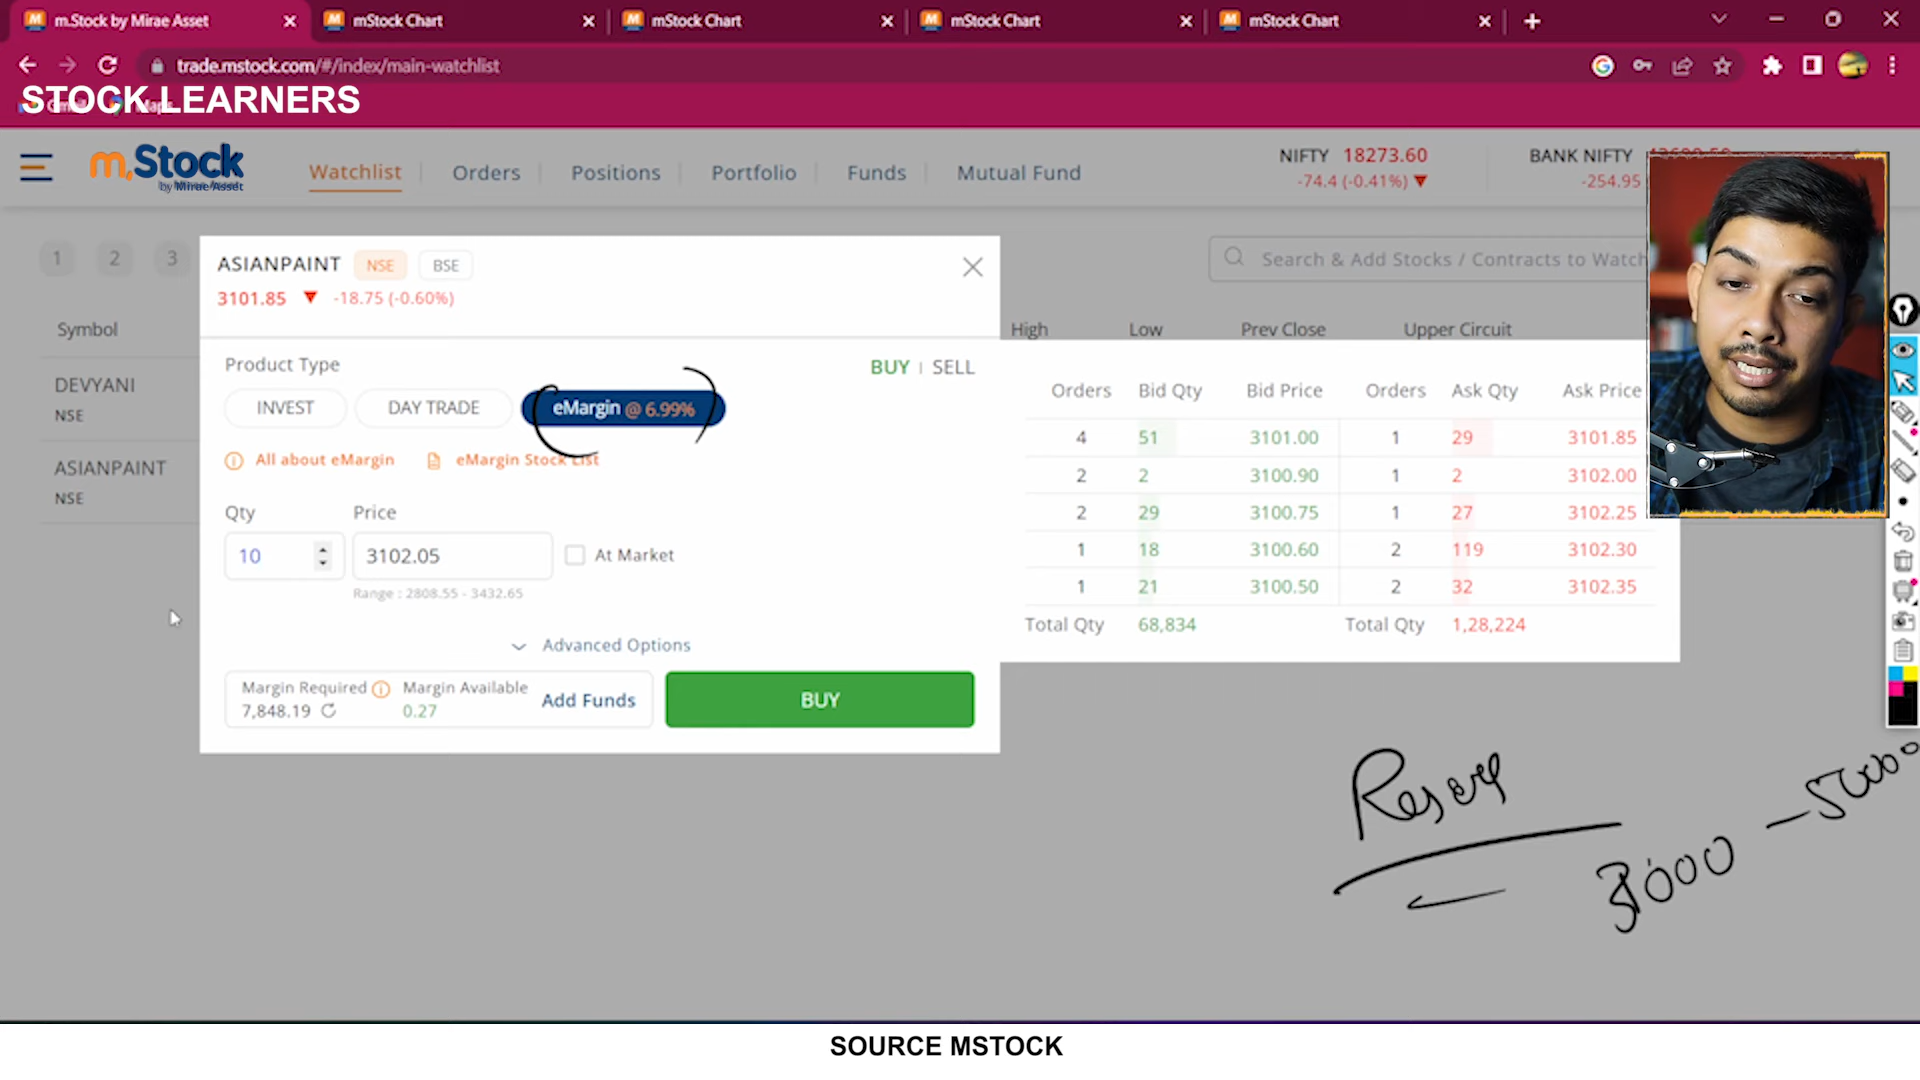 m.Stock by Mirae Asset
mStock Chart
mStock Chart
mStock Chart
mStock Chart
trade.mstock.com/#/index/main-watchlist
STOCK LEARNERS
m.Stock
by Mirae Asset
Watchlist
Orders
Positions
Portfolio
Funds
Mutual Fund
NIFTY 18273.60
-74.4 (-0.41%)
BANK NIFTY
-254.95
1 2 3
Search & Add Stocks / Contracts to Watch
Symbol
High Low Prev Close Upper Circuit
DEVYANI
NSE
ASIANPAINT
NSE
ASIANPAINT NSE BSE
3101.85 -18.75 (-0.60%)
Product Type
BUY | SELL
INVEST DAY TRADE eMargin @ 6.99%
All about eMargin eMargin Stock List
Qty Price
10 3102.05 At Market
Range : 2808.55 - 3432.65
Advanced Options
Margin Required Margin Available
7,848.19 0.27
Add Funds
BUY
Orders Bid Qty Bid Price Orders Ask Qty Ask Price
4 51 3101.00 1 29 3101.85
2 2 3100.90 1 2 3102.00
2 29 3100.75 1 27 3102.25
1 18 3100.60 2 119 3102.30
1 21 3100.50 2 32 3102.35
Total Qty 68,834 Total Qty 1,28,224
SOURCE MSTOCK